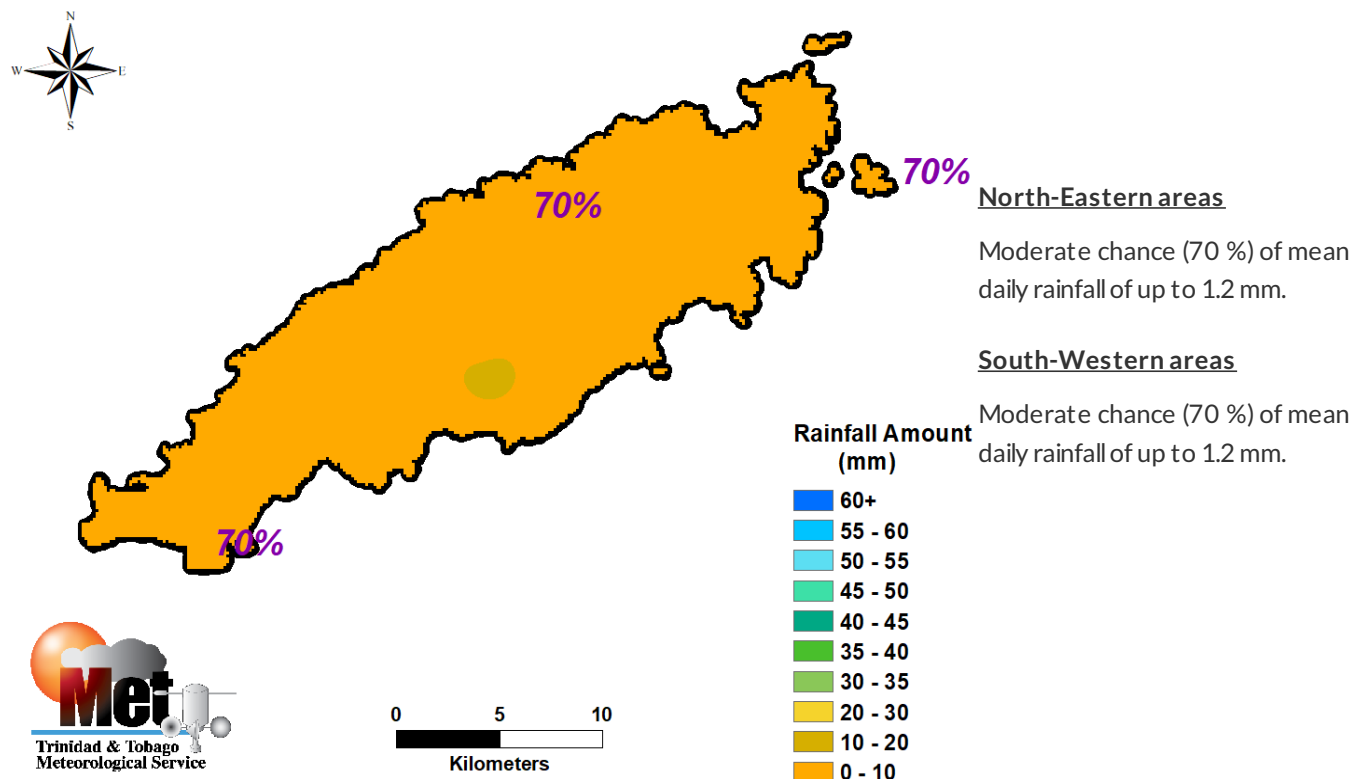 N
W
E
S
70%
70%
70%
North-Eastern areas
Moderate chance (70 %) of mean
daily rainfall of up to 1.2 mm.
South-Western areas
Moderate chance (70 %) of mean
daily rainfall of up to 1.2 mm.
Rainfall Amount
(mm)
60+
55 - 60
50 - 55
45 - 50
40 - 45
35 - 40
30 - 35
20 - 30
10 - 20
0 - 10
Met
Trinidad & Tobago
Meteorological Service
0 5 10
Kilometers